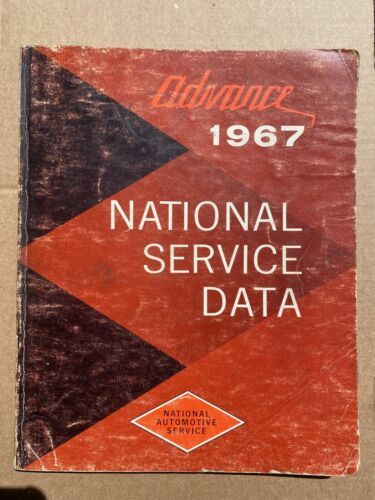 Advance
1967
NATIONAL
SERVICE
DATA
NATIONAL
AUTOMOTIVE
SERVICE